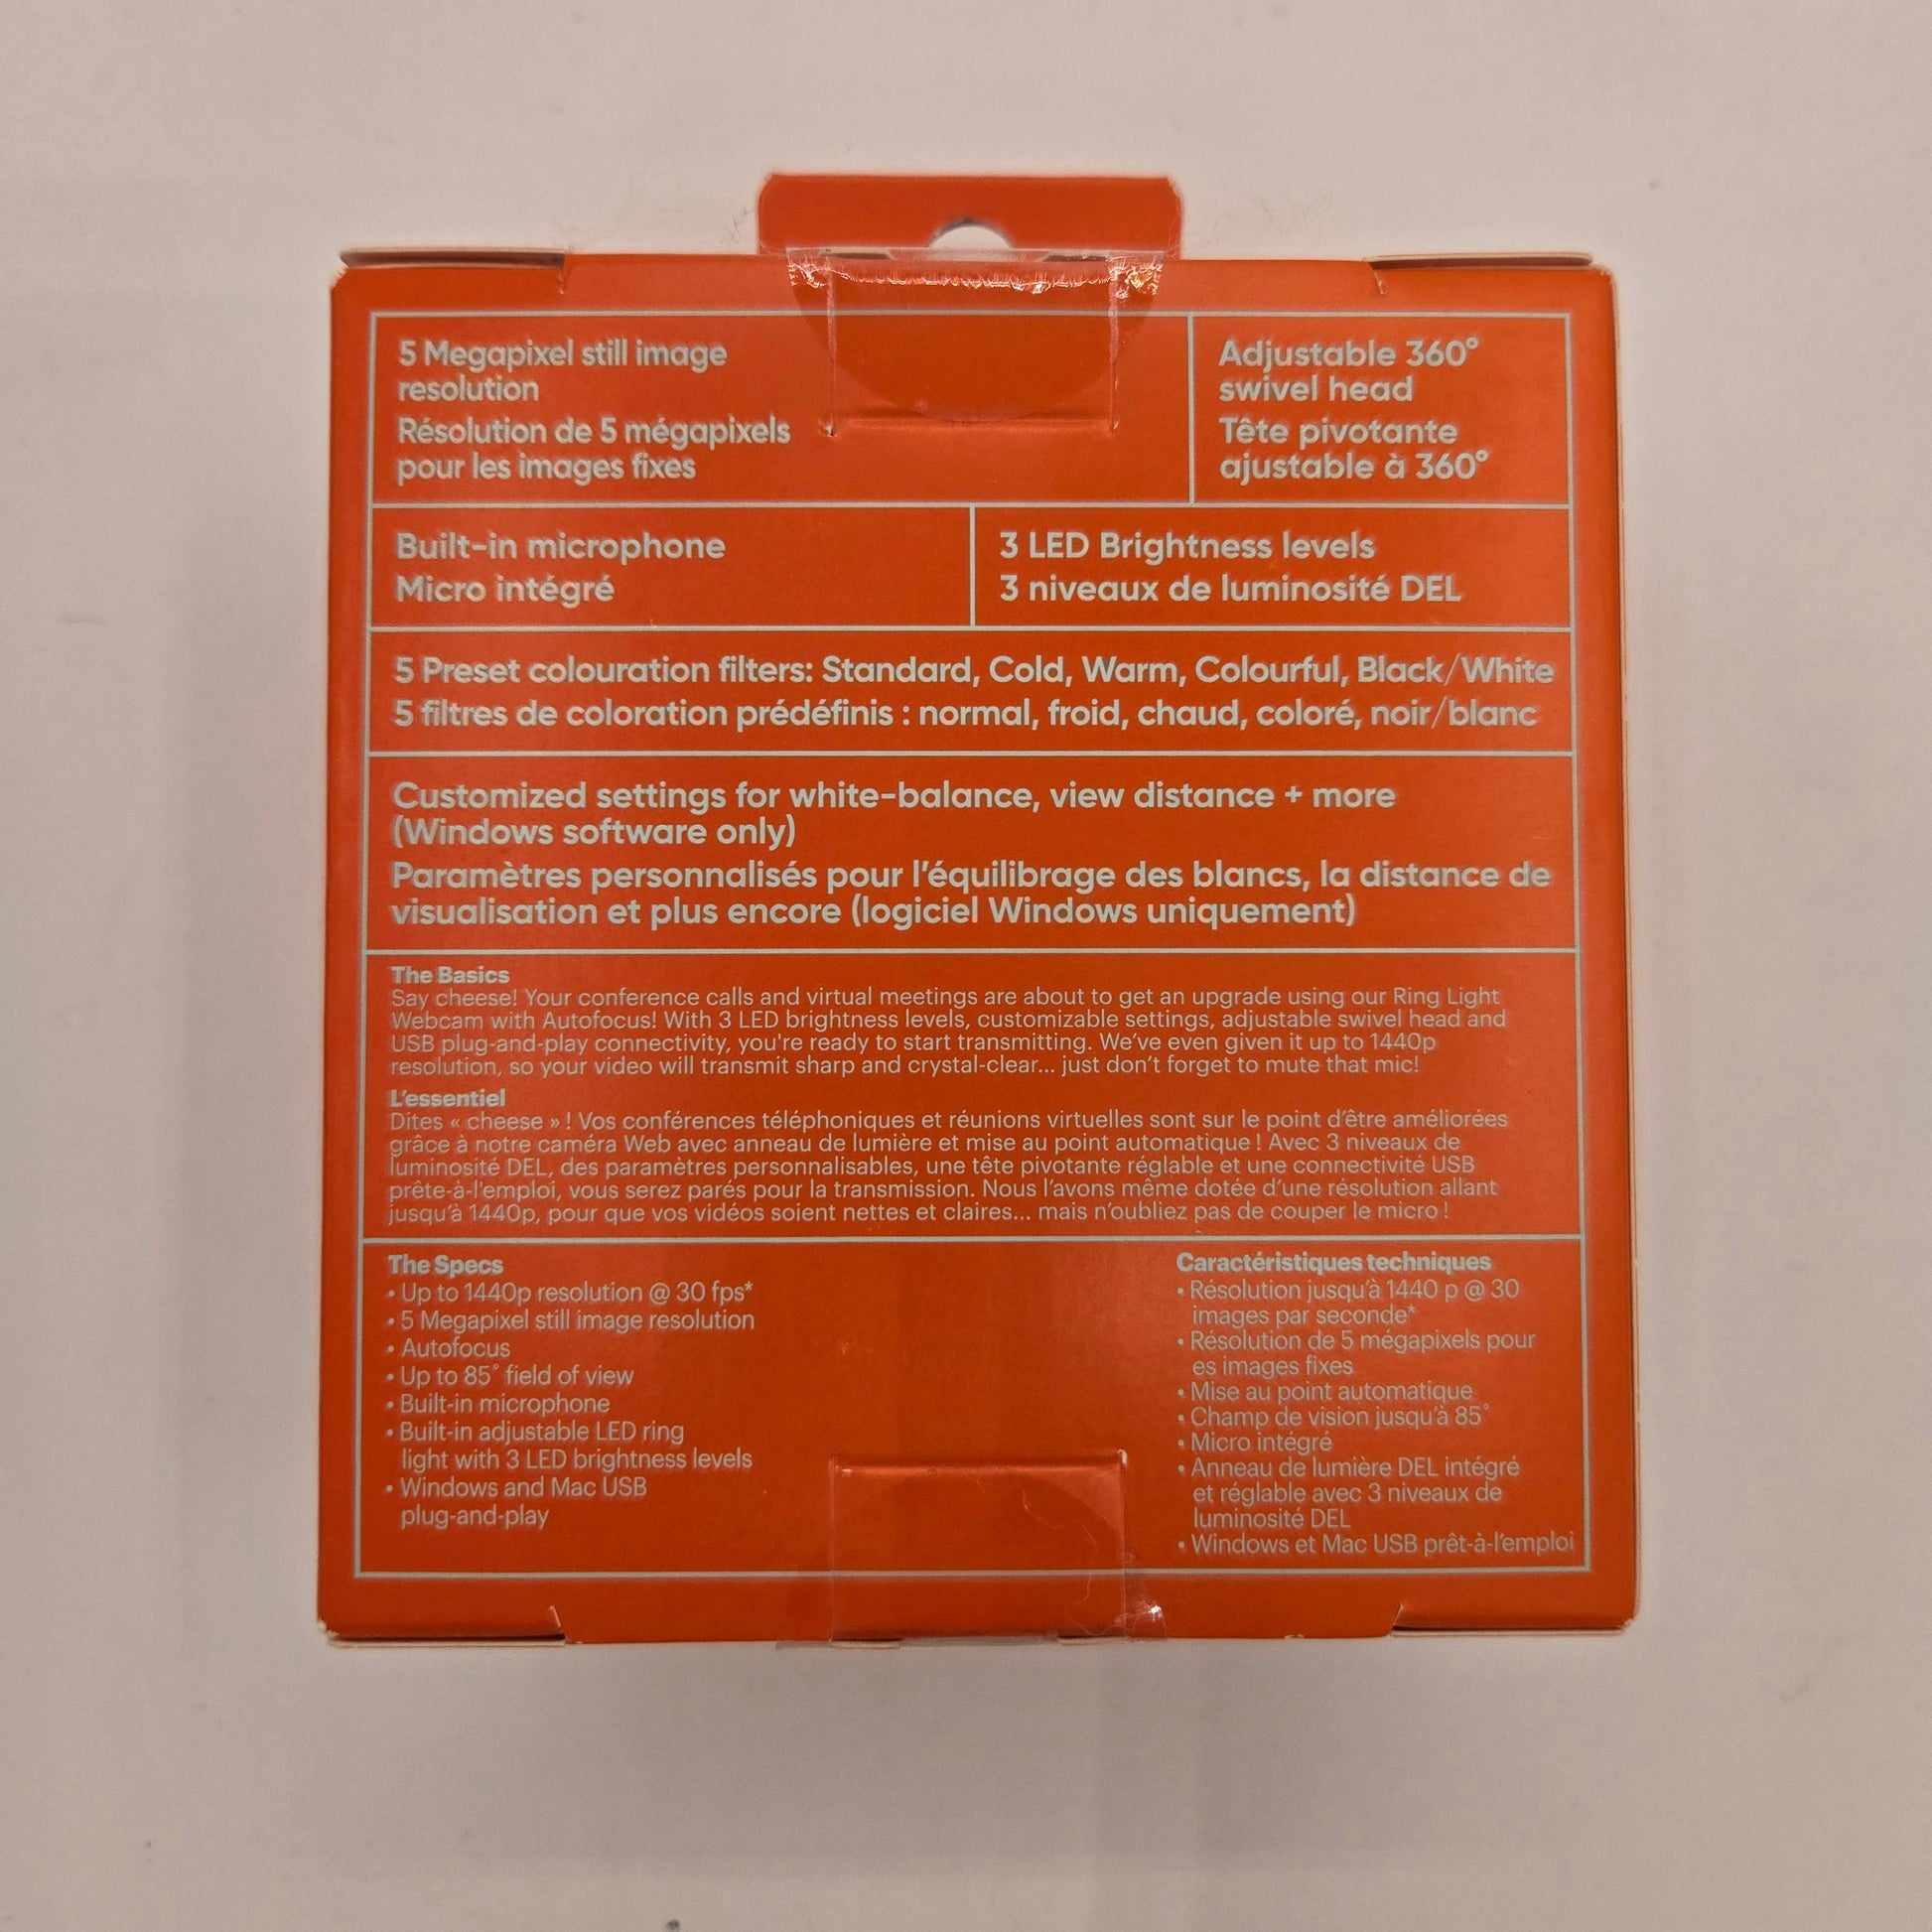 5 Megapixel still image
resolution
Résolution de 5 mégapixels
pour les images fixes
Adjustable 360°
swivel head
Tête pivotante
ajustable à 360°
Built-in microphone
Micro intégré
3 LED Brightness levels
3 niveaux de luminosité DEL
5 Preset colouration filters: Standard, Cold, Warm, Colourful, Black/White
5 filtres de coloration prédéfinis : normal, froid, chaud, coloré, noir/blanc
Customized settings for white-balance, view distance + more
(Windows software only)
Paramètres personnalisés pour l'équilibrage des blancs, la distance de
visualisation et plus encore (logiciel Windows uniquement)
The Basics
Say cheese! Your conference calls and virtual meetings are about to get an upgrade using our Ring Light
Webcam with Autofocus! With 3 LED brightness levels, customizable settings, adjustable swivel head and
USB plug-and-play connectivity, you're ready to start transmitting. We've even given it up to 1440p
resolution, so your video will transmit sharp and crystal-clear... just don't forget to mute that mic!
L'essentiel
Dites « cheese » ! Vos conférences téléphoniques et réunions virtuelles sont sur le point d'être améliorées
grâce à notre caméra Web avec anneau de lumière et mise au point automatique ! Avec 3 niveaux de
luminosité DEL, des paramètres personnalisables, une tête pivotante réglable et une connectivité USB
prête-à-l'emploi, vous serez parés pour la transmission. Nous l'avons même dotée d'une résolution allant
jusqu'à 1440p, pour que vos vidéos soient nettes et claires... mais n'oubliez pas de couper le micro !
The Specs
• Up to 1440p resolution @ 30 fps*
• 5 Megapixel still image resolution
• Autofocus
• Up to 85° field of view
• Built-in microphone
• Built-in adjustable LED ring
light with 3 LED brightness levels
• Windows and Mac USB
plug-and-play
Caractéristiques techniques
• Résolution jusqu'à 1440 p @ 30
images par seconde*
• Résolution de 5 mégapixels pour
es images fixes
• Mise au point automatique
• Champ de vision jusqu'à 85°
• Micro intégré
• Anneau de lumière DEL intégré
et réglable avec 3 niveaux de
luminosité DEL
• Windows et Mac USB prêt-à-l'emploi